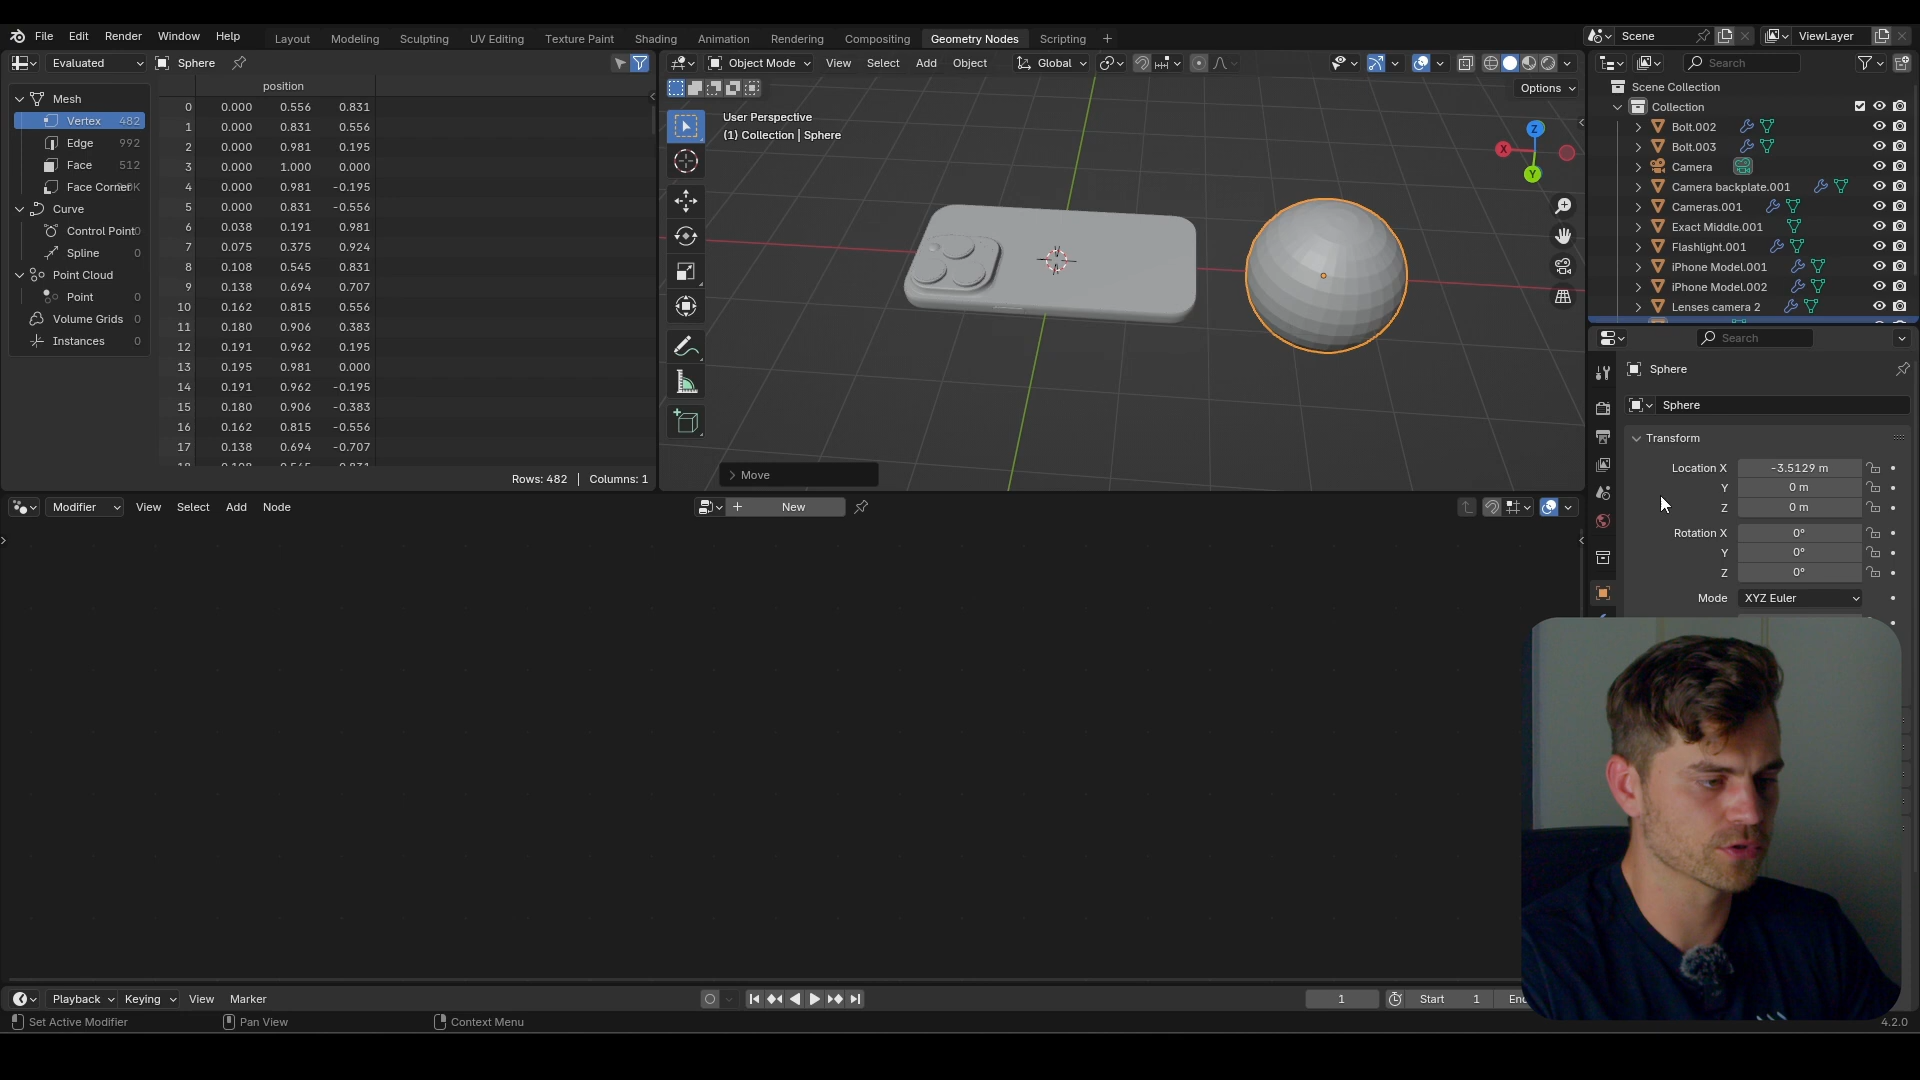 File Edit Render Window Help Layout Modeling Sculpting UV Editing Texture Paint Shading Animation Rendering Compositing Geometry Nodes Scripting + Scene ViewLayer
Evaluated Sphere
position
Mesh
Vertex 482
Edge 992
Face 512
Face Corner
Curve
Control Point 0
Spline 0
Point Cloud
Point 0
Volume Grids 0
Instances 0
0 0.000 0.556 0.831
1 0.000 0.831 0.556
2 0.000 0.981 0.195
3 0.000 1.000 0.000
4 0.000 0.981 -0.195
5 0.000 0.831 -0.556
6 0.038 0.191 0.981
7 0.075 0.375 0.924
8 0.108 0.545 0.831
9 0.138 0.694 0.707
10 0.162 0.815 0.556
11 0.180 0.906 0.383
12 0.191 0.962 0.195
13 0.195 0.981 0.000
14 0.191 0.962 -0.195
15 0.180 0.906 -0.383
16 0.162 0.815 -0.556
17 0.138 0.694 -0.707
Rows: 482 | Columns: 1
Object Mode View Select Add Object Global
Options
User Perspective
(1) Collection | Sphere
Z
X
Y
Move
Search
Scene Collection
Collection
Bolt.002
Bolt.003
Camera
Camera backplate.001
Cameras.001
Exact Middle.001
Flashlight.001
iPhone Model.001
iPhone Model.002
Lenses camera 2
Search
Sphere
Sphere
Transform
Location X -3.5129 m
Y 0 m
Z 0 m
Rotation X 0°
Y 0°
Z 0°
Mode XYZ Euler
Modifier View Select Add Node
+ New
Playback Keying View Marker
1 Start 1
Set Active Modifier Pan View Context Menu
4.2.0